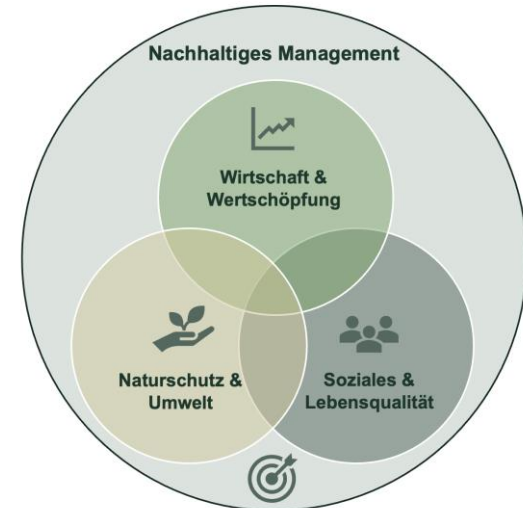 Nachhaltiges Management
Wirtschaft &
Wertschöpfung
Naturschutz &
Umwelt
Soziales &
Lebensqualität